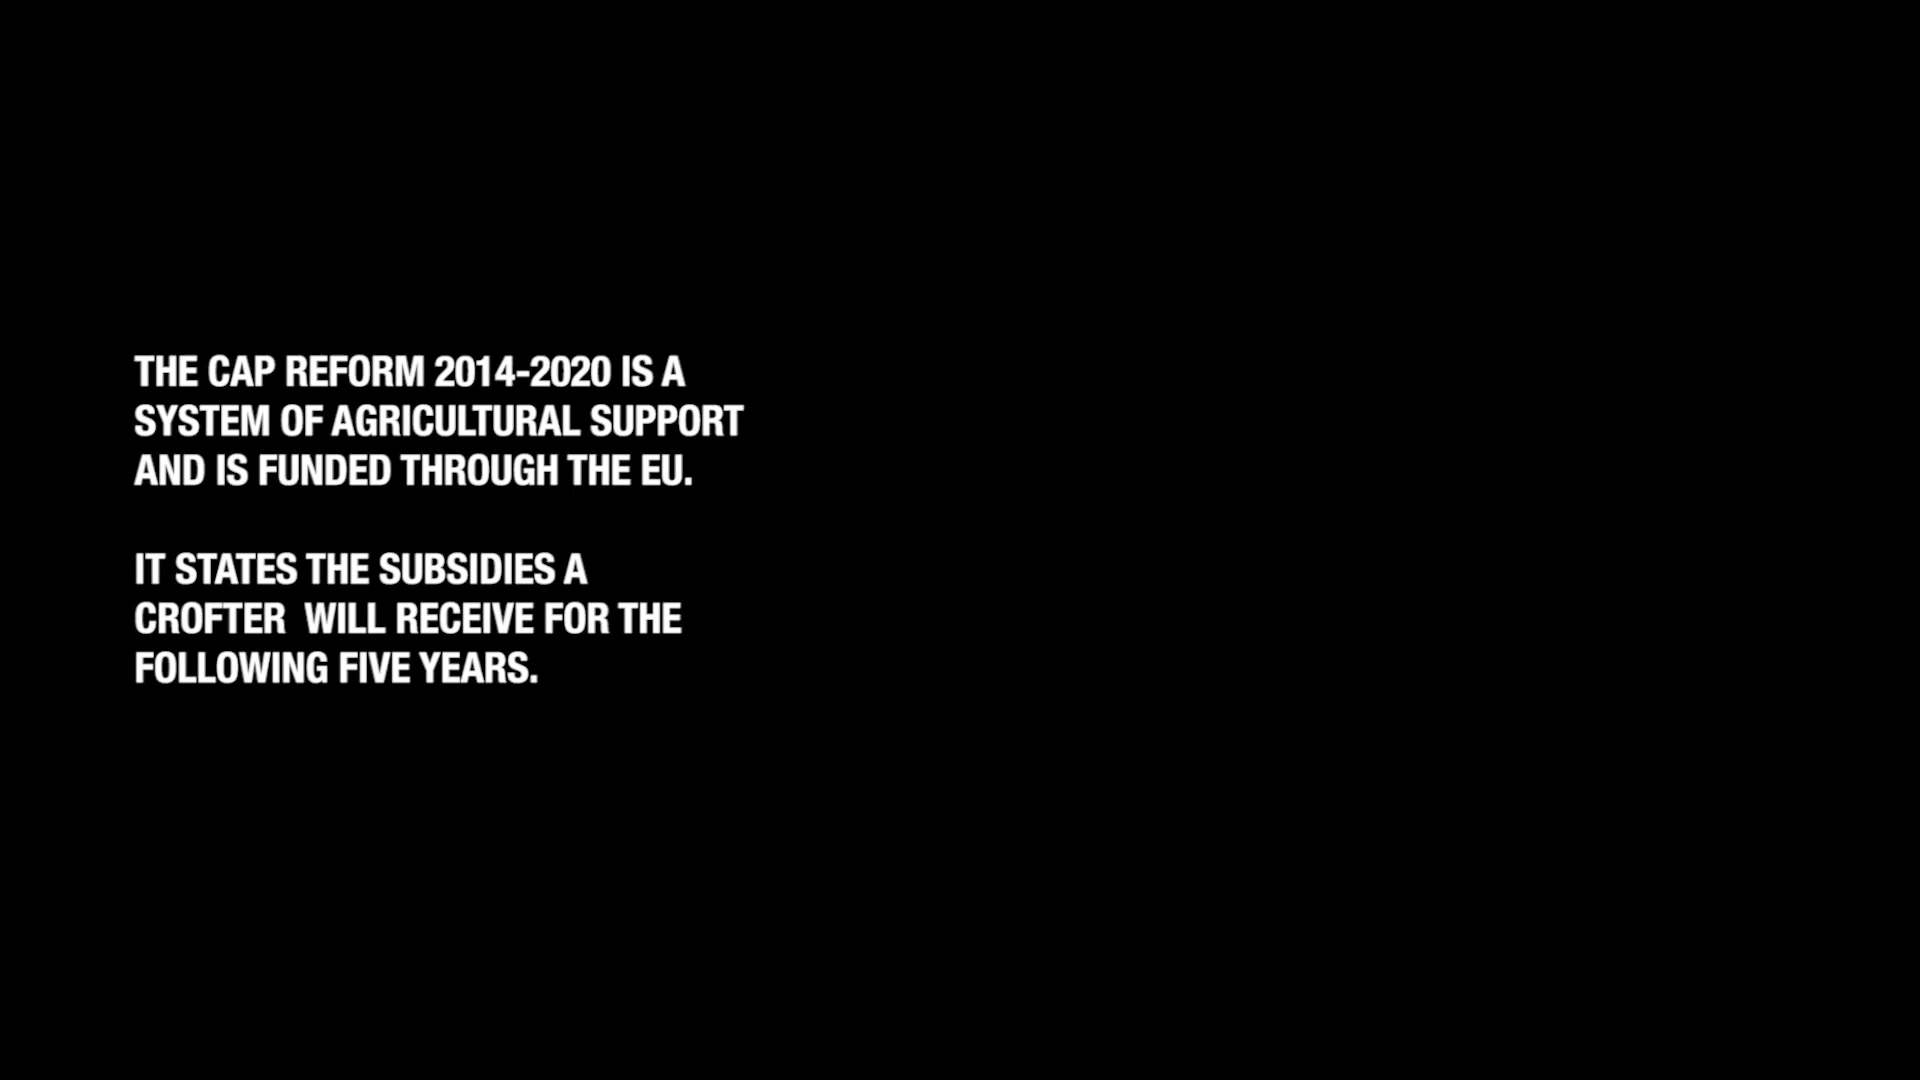 THE CAP REFORM 2014-2020 IS A
SYSTEM OF AGRICULTURAL SUPPORT
AND IS FUNDED THROUGH THE EU.
IT STATES THE SUBSIDIES A
CROFTER  WILL RECEIVE FOR THE
FOLLOWING FIVE YEARS.